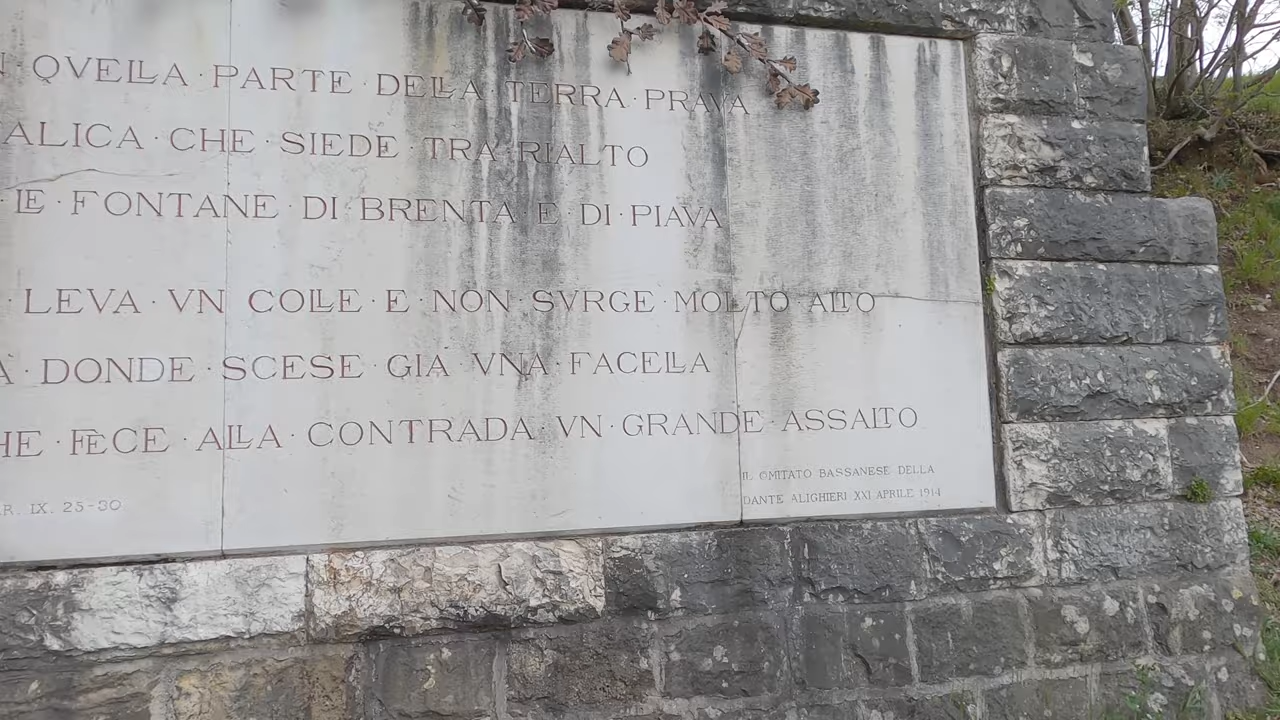 N · QVELLA · PARTE · DELLA · TERRA · PRAVA
ALICA · CHE · SIEDE · TRA · RIALTO
LE · FONTANE · DI · BRENTA · E · DI · PIAVA
· LEVA · VN · COLLE · E · NON · SVRGE · MOLTO · ALTO
A · DONDE · SCESE · GIA · VNA · FACELLA
HE · FECE · ALLA · CONTRADA · VN · GRANDE · ASSALTO
R. IX. 25-30
IL OMITATO BASSANESE DELLA
DANTE ALIGHIERI XXI APRILE 1914